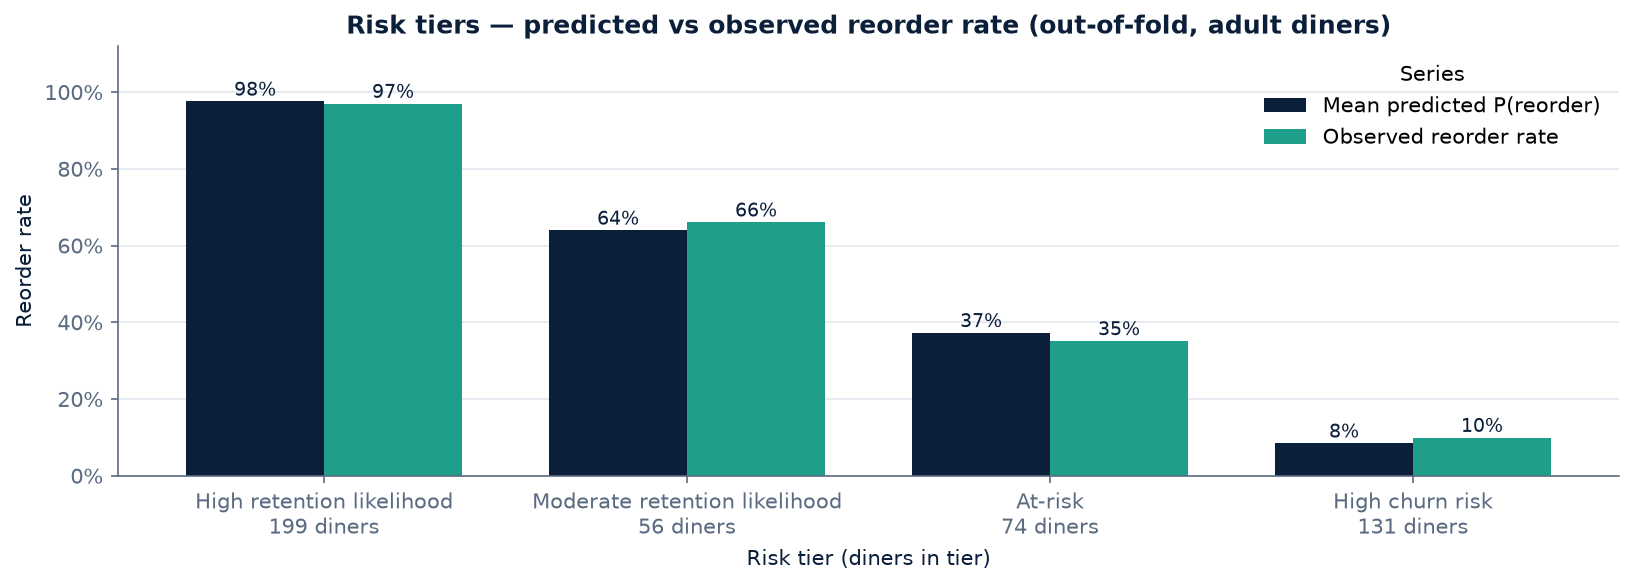 Risk tiers — predicted vs observed reorder rate (out-of-fold, adult diners)
Series
Mean predicted P(reorder)
Observed reorder rate
Reorder rate
100%
80%
60%
40%
20%
0%
98%
97%
64%
66%
37%
35%
8%
10%
High retention likelihood
199 diners
Moderate retention likelihood
56 diners
At-risk
74 diners
High churn risk
131 diners
Risk tier (diners in tier)